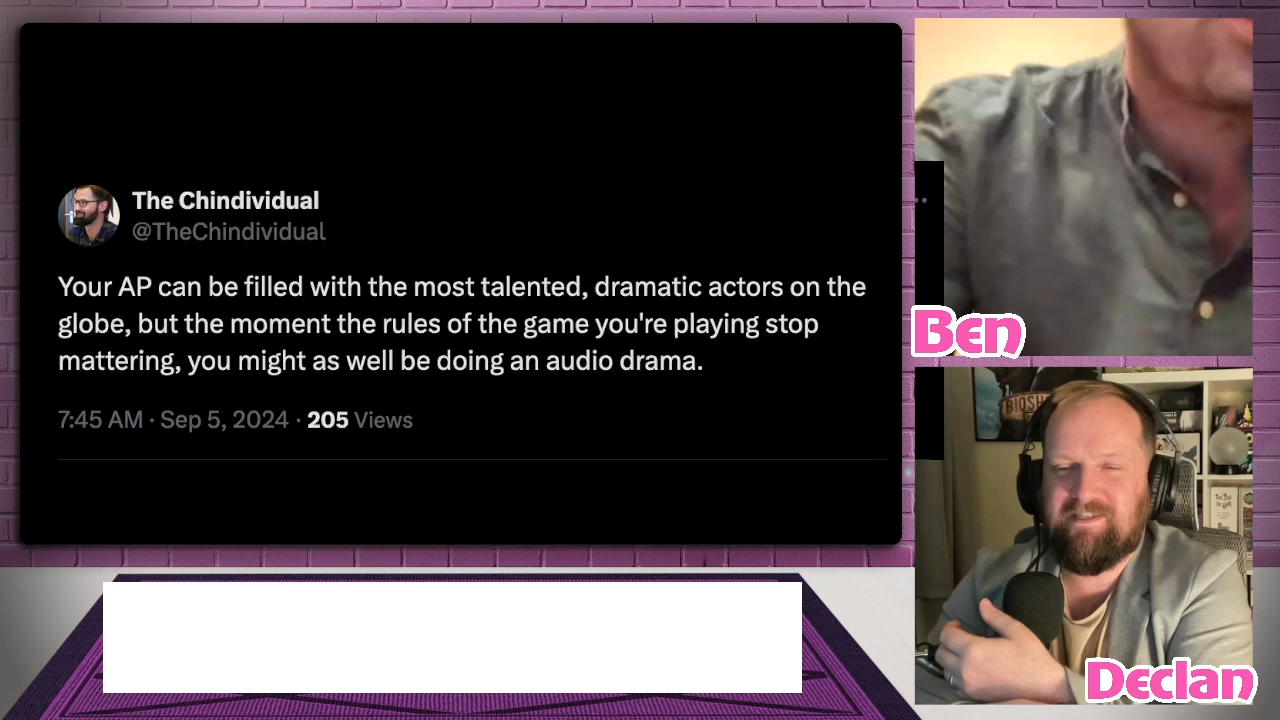 The Chindividual
@TheChindividual
Your AP can be filled with the most talented, dramatic actors on the
globe, but the moment the rules of the game you're playing stop
mattering, you might as well be doing an audio drama.
7:45 AM · Sep 5, 2024 · 205 Views
Ben
BIOSH
Declan